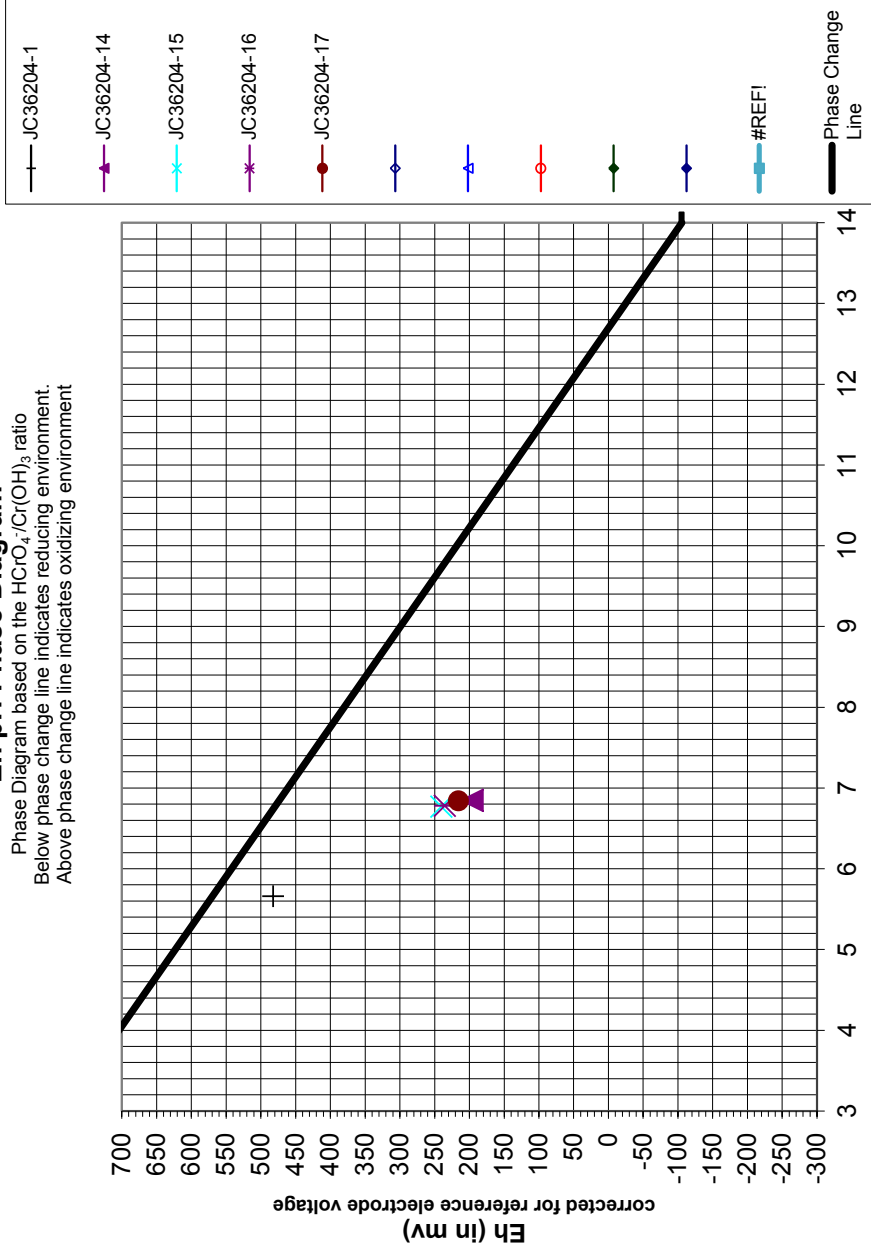 Phase Diagram based on the HCrO4-/Cr(OH)3 ratio
Below phase change line indicates reducing environment.
Above phase change line indicates oxidizing environment
Eh (in mv)
corrected for reference electrode voltage
700
650
600
550
500
450
400
350
300
250
200
150
100
50
0
-50
-100
-150
-200
-250
-300
3
4
5
6
7
8
9
10
11
12
13
14
JC36204-1
JC36204-14
JC36204-15
JC36204-16
JC36204-17
#REF!
Phase Change
Line